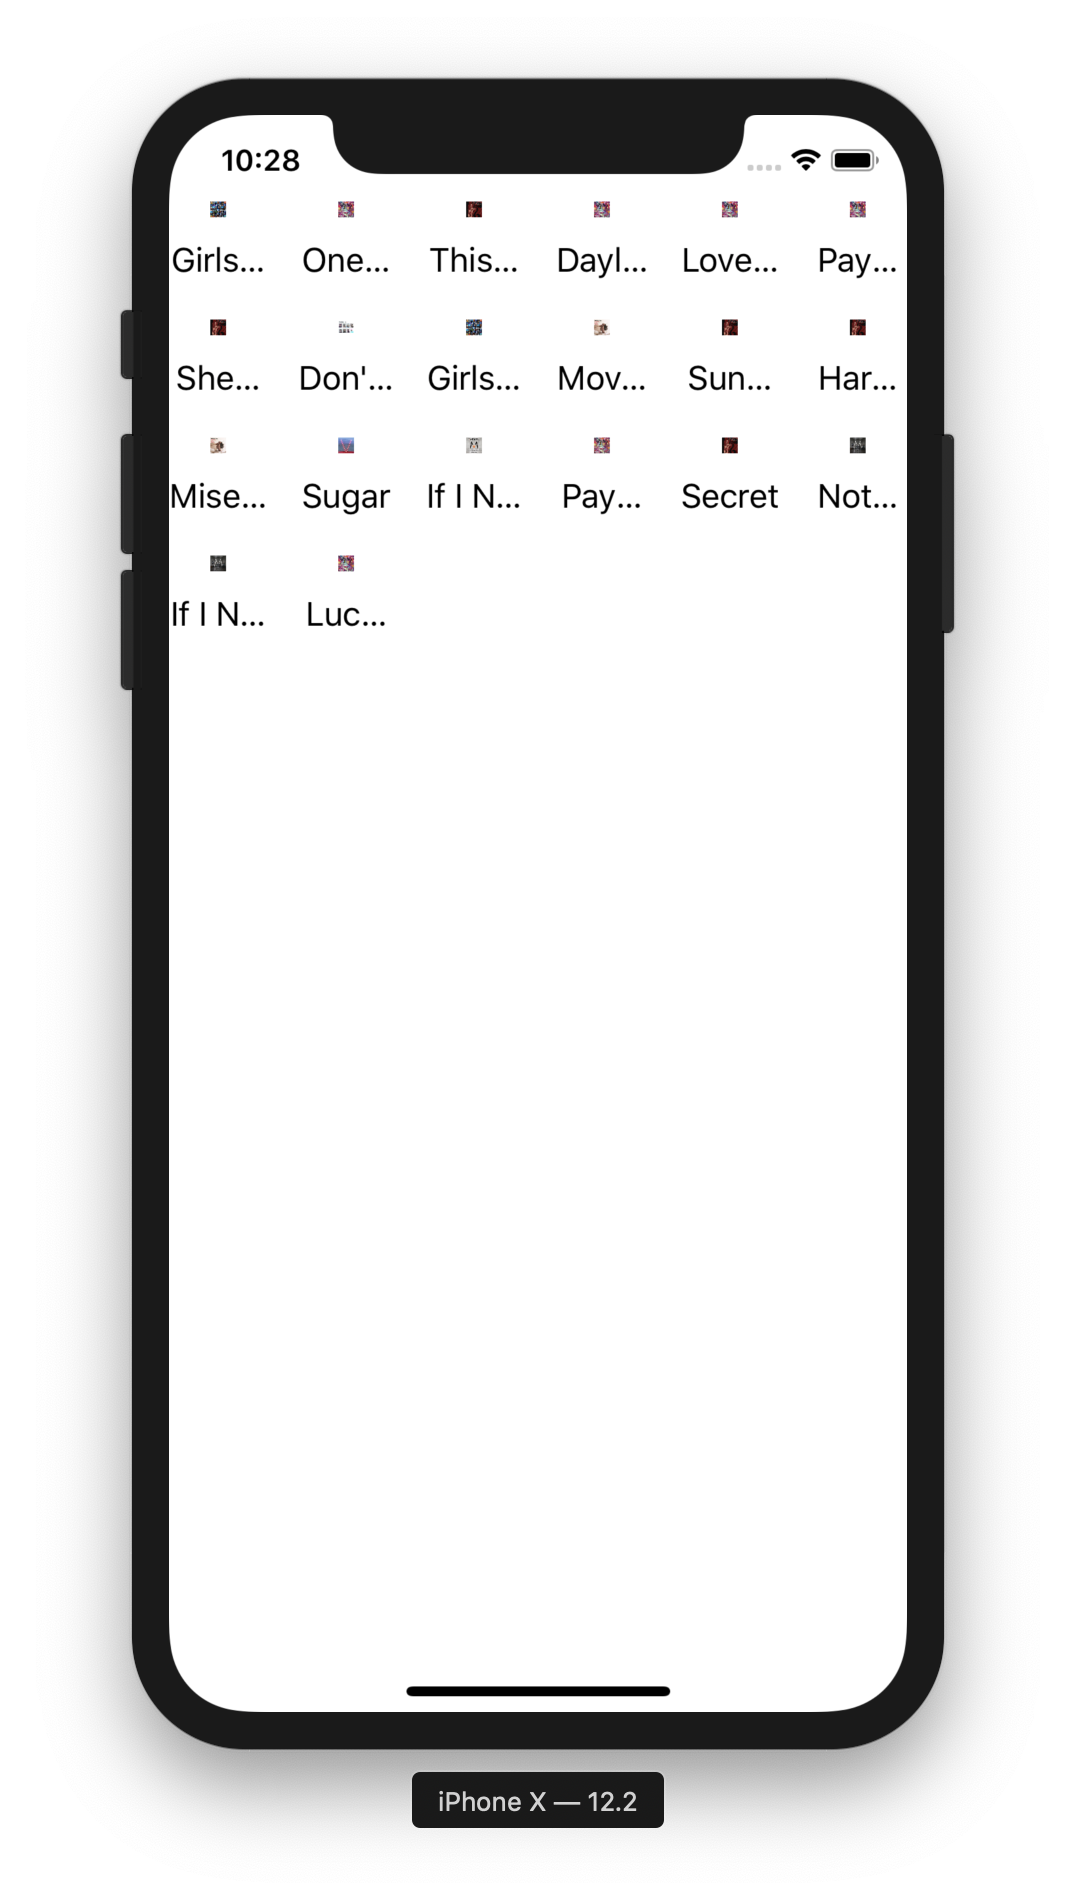 10:28
Girls... One... This... Dayl... Love... Pay...
She... Don'... Girls... Mov... Sun... Har...
Mise... Sugar If I N... Pay... Secret Not...
If I N... Luc...
iPhone X — 12.2